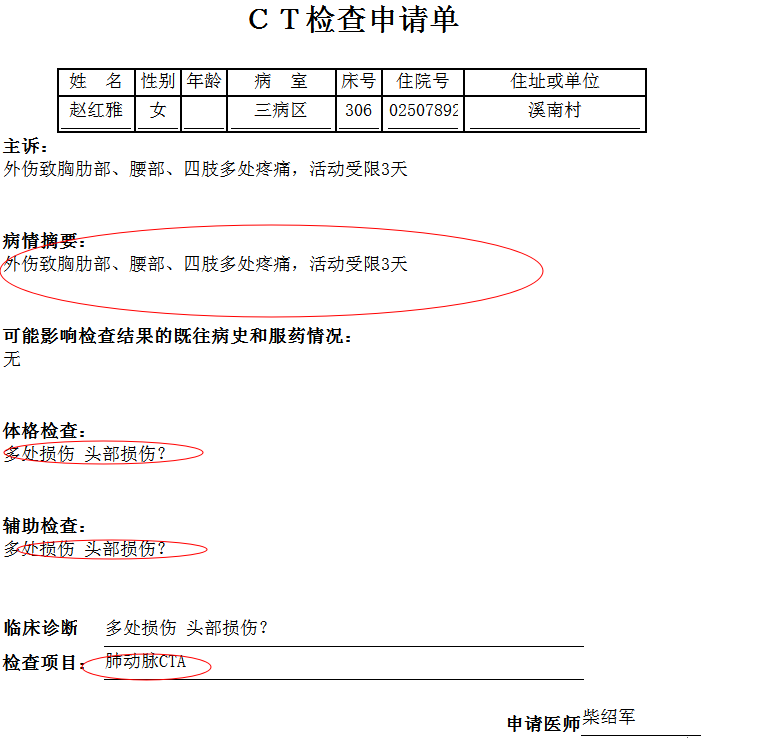 CT检查申请单
姓 名 性别 年龄 病 室 床号 住院号 住址或单位
赵红雅 女 三病区 306 02507892 溪南村
主诉：
外伤致胸肋部、腰部、四肢多处疼痛，活动受限3天
病情摘要：
外伤致胸肋部、腰部、四肢多处疼痛，活动受限3天
可能影响检查结果的既往病史和服药情况：
无
体格检查：
多处损伤 头部损伤？
辅助检查：
多处损伤 头部损伤？
临床诊断 多处损伤 头部损伤？
检查项目： 肺动脉CTA
申请医师 柴绍军